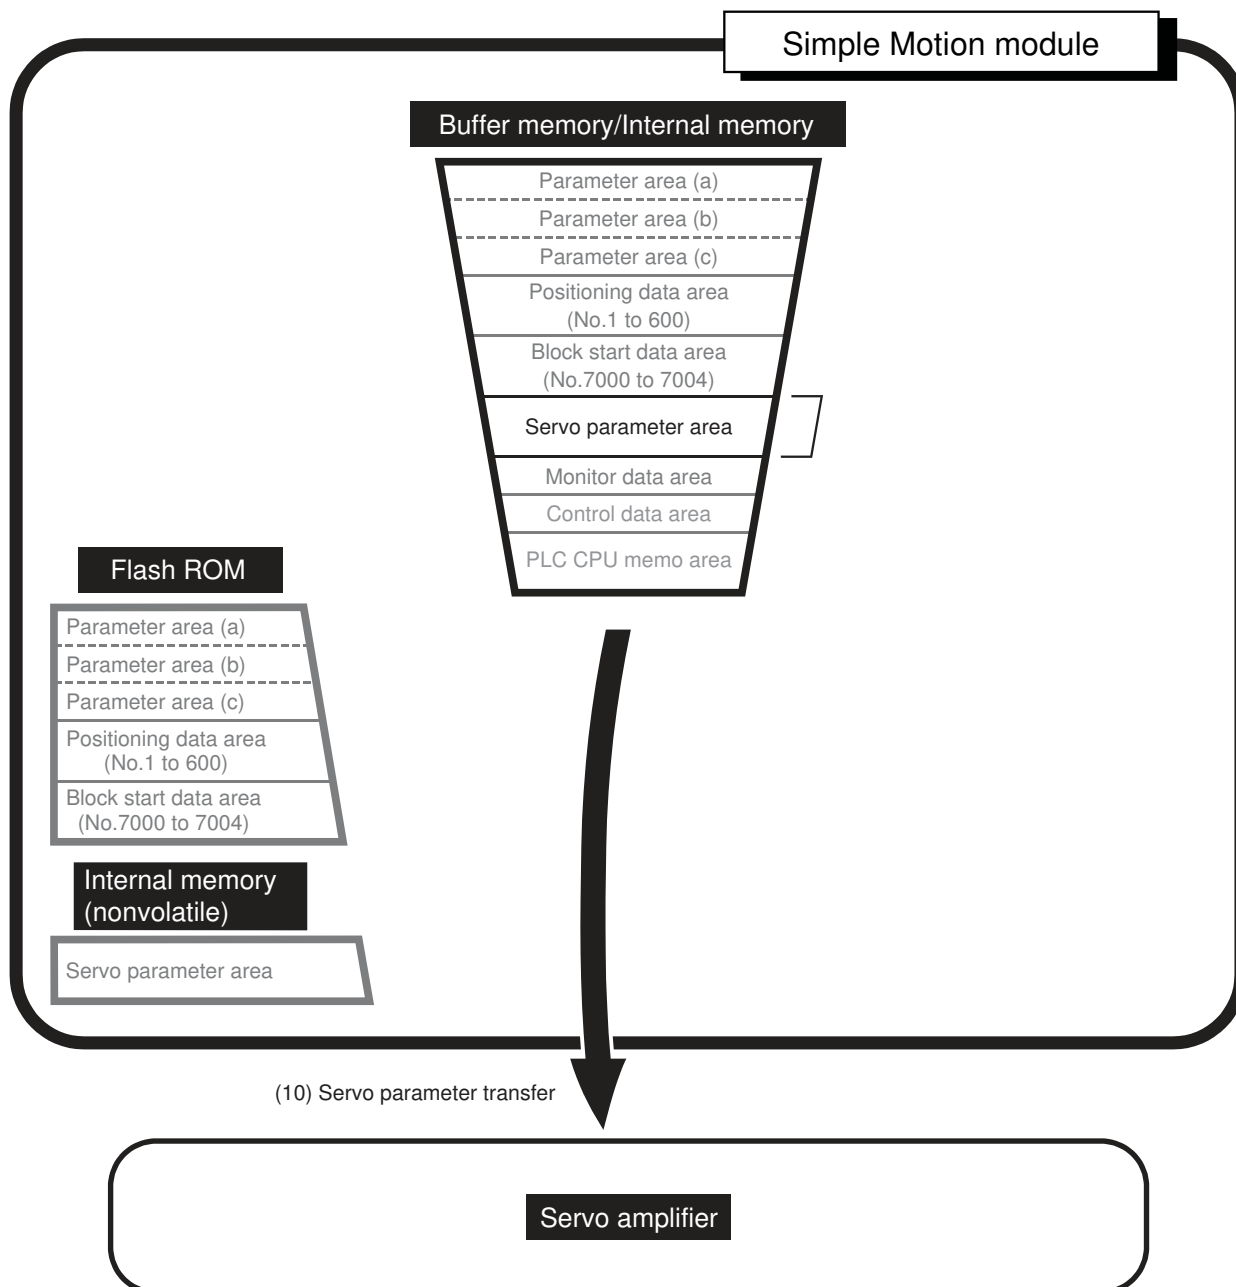 Simple Motion module
Buffer memory/Internal memory
Parameter area (a)
Parameter area (b)
Parameter area (c)
Positioning data area
(No.1 to 600)
Block start data area
(No.7000 to 7004)
Servo parameter area
Monitor data area
Control data area
PLC CPU memo area
Flash ROM
Parameter area (a)
Parameter area (b)
Parameter area (c)
Positioning data area
(No.1 to 600)
Block start data area
(No.7000 to 7004)
Internal memory
(nonvolatile)
Servo parameter area
(10) Servo parameter transfer
Servo amplifier